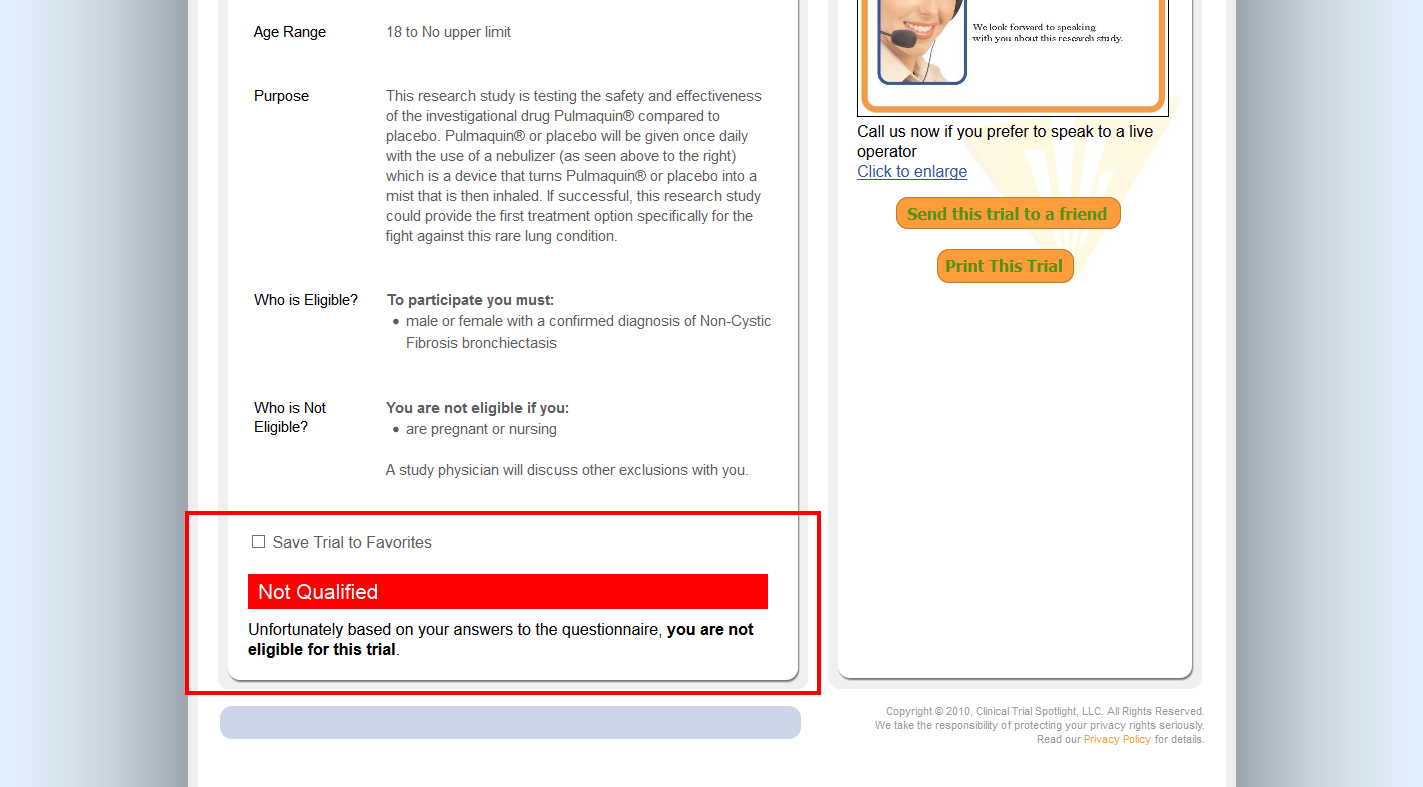 Age Range
18 to No upper limit
Purpose
This research study is testing the safety and effectiveness
of the investigational drug Pulmaquin® compared to
placebo. Pulmaquin® or placebo will be given once daily
with the use of a nebulizer (as seen above to the right)
which is a device that turns Pulmaquin® or placebo into a
mist that is then inhaled. If successful, this research study
could provide the first treatment option specifically for the
fight against this rare lung condition.
Who is Eligible?
To participate you must:
• male or female with a confirmed diagnosis of Non-Cystic
Fibrosis bronchiectasis
Who is Not
Eligible?
You are not eligible if you:
• are pregnant or nursing
A study physician will discuss other exclusions with you.
Save Trial to Favorites
Not Qualified
Unfortunately based on your answers to the questionnaire, you are not
eligible for this trial.
We look forward to speaking
with you about this research study.
Call us now if you prefer to speak to a live
operator
Click to enlarge
Send this trial to a friend
Print This Trial
Copyright © 2010, Clinical Trial Spotlight, LLC. All Rights Reserved.
We take the responsibility of protecting your privacy rights seriously.
Read our Privacy Policy for details.